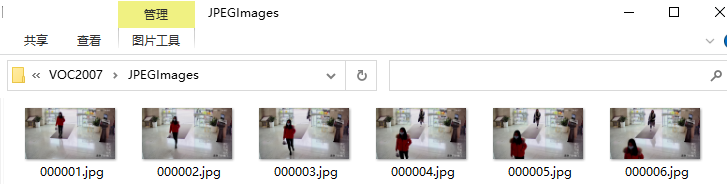 管理 JPEGImages
共享 查看 图片工具
« VOC2007 > JPEGImages
000001.jpg 000002.jpg 000003.jpg 000004.jpg 000005.jpg 000006.jpg